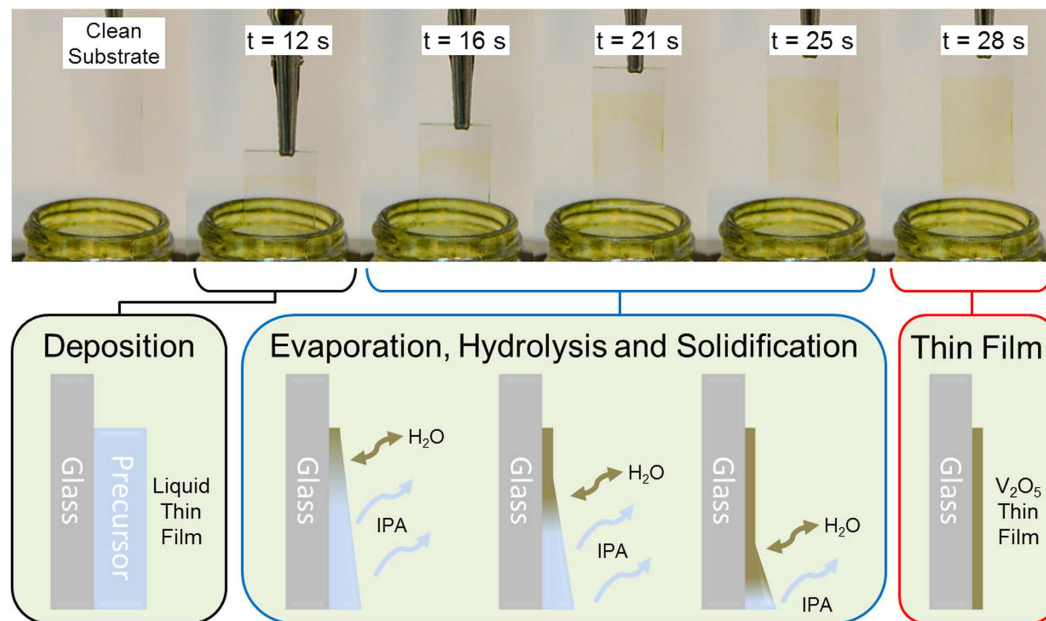 Clean
Substrate
t = 12 s
t = 16 s
t = 21 s
t = 25 s
t = 28 s
Deposition
Glass
Precursor
Liquid
Thin
Film
Evaporation, Hydrolysis and Solidification
Glass
H₂O
IPA
Glass
H₂O
IPA
Glass
H₂O
IPA
Thin Film
Glass
V₂O₅
Thin
Film